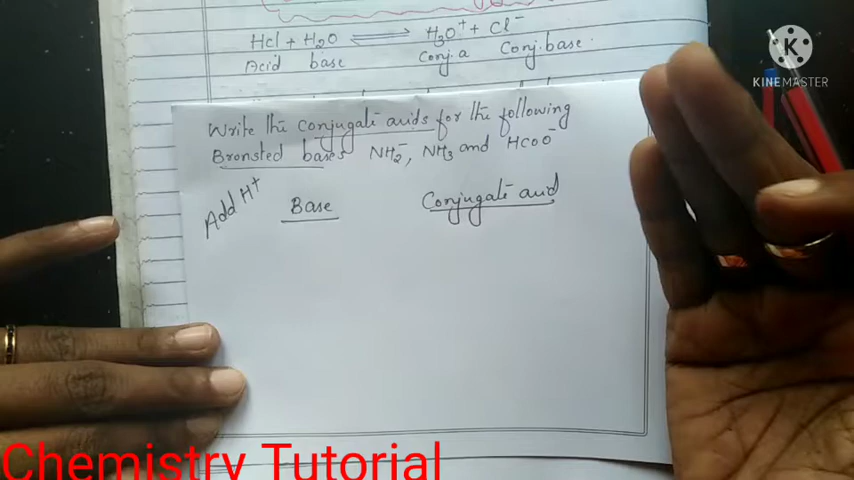 HCl + H2O ⇌ H3O+ + Cl-
Acid base Conj.a Conj.base.
KINEMASTER
Write the conjugate acids for the following
Bronsted bases NH2-, NH3 and HCOO-
Add H+
Base Conjugate acid
Chemistry Tutorial